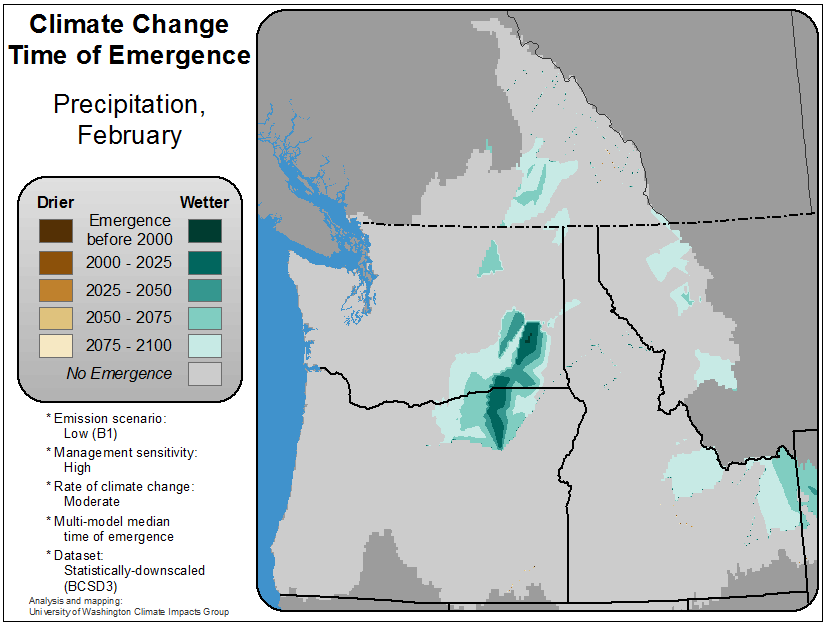 Climate Change
Time of Emergence
Precipitation,
February
Drier
Wetter
Emergence
before 2000
2000 - 2025
2025 - 2050
2050 - 2075
2075 - 2100
No Emergence
* Emission scenario:
Low (B1)
* Management sensitivity:
High
* Rate of climate change:
Moderate
* Multi-model median
time of emergence
* Dataset:
Statistically-downscaled
(BCSD3)
Analysis and mapping:
University of Washington Climate Impacts Group